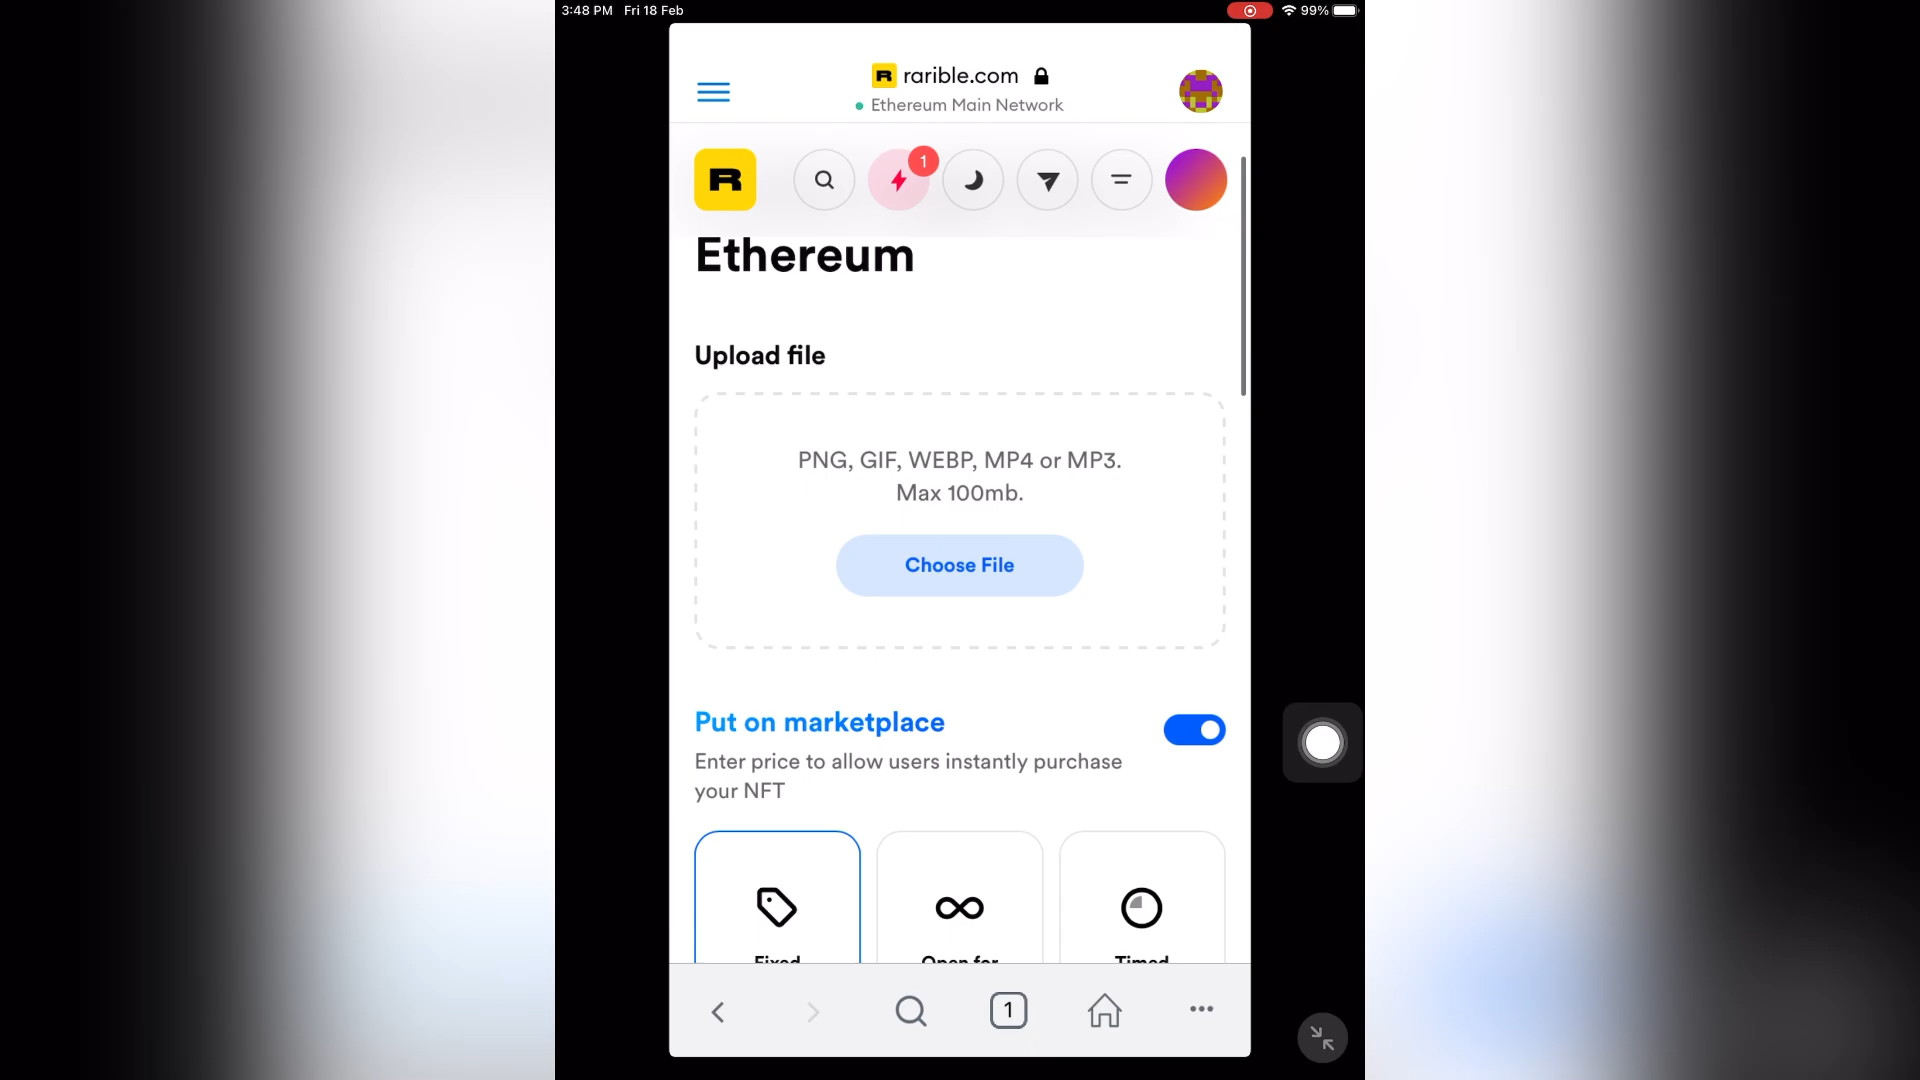 3:48 PM Fri 18 Feb 99%
R rarible.com
Ethereum Main Network
R 1
Ethereum
Upload file
PNG, GIF, WEBP, MP4 or MP3.
Max 100mb.
Choose File
Put on marketplace
Enter price to allow users instantly purchase
your NFT
Fixed Open for Timed
1